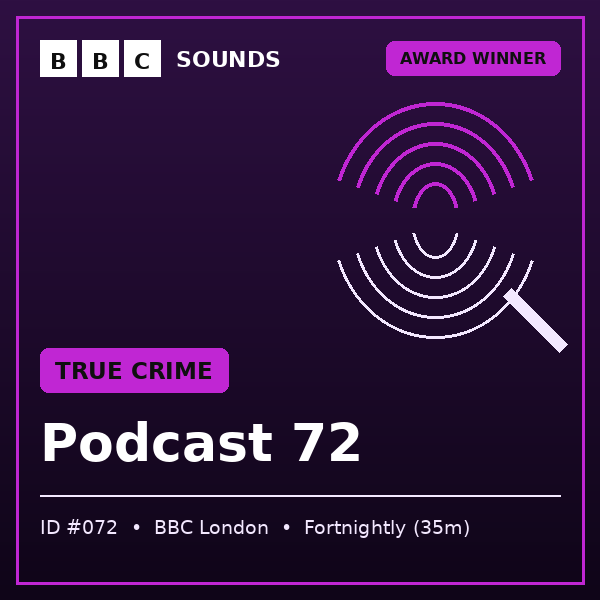 BBC SOUNDS
AWARD WINNER
TRUE CRIME
Podcast 72
ID #072 • BBC London • Fortnightly (35m)